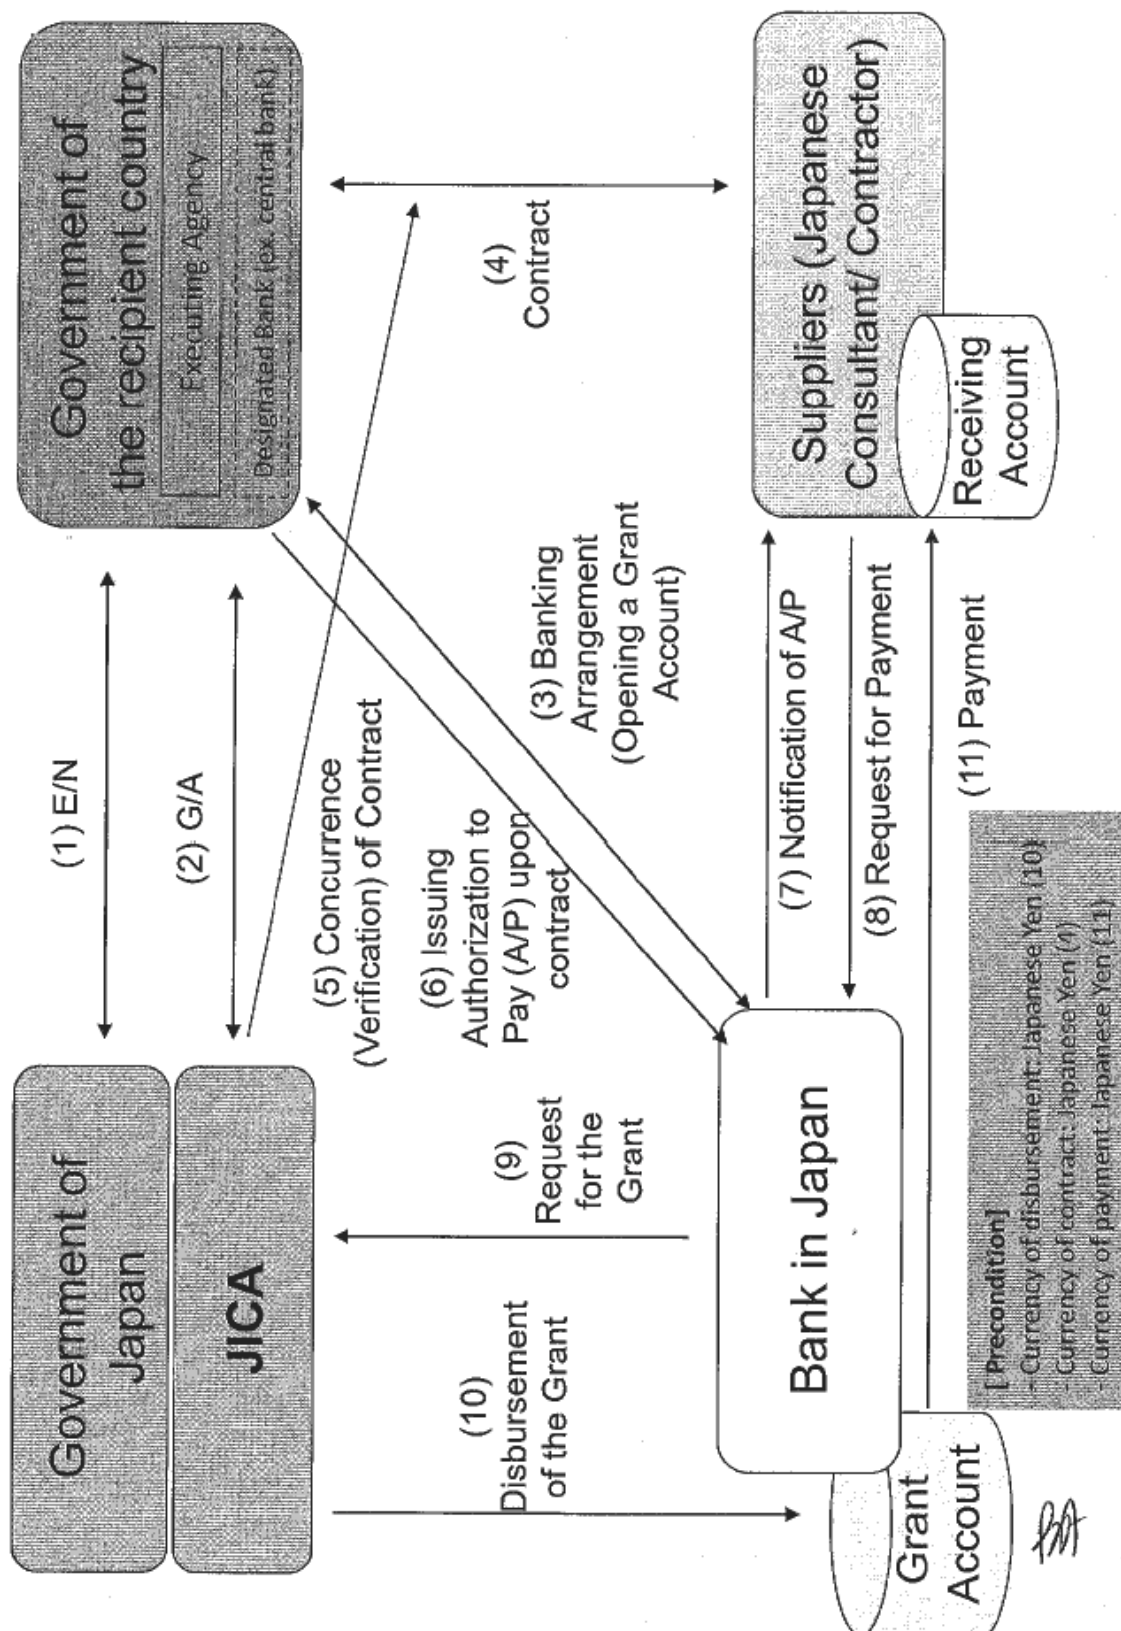 Government of
Japan
JICA
(1) E/N
(2) G/A
Government of
the recipient country
Executing Agency
Designated Bank (ex. central bank)
(5) Concurrence
(Verification) of Contract
(6) Issuing
Authorization to
Pay (A/P) upon
contract
(3) Banking
Arrangement
(Opening a Grant
Account)
(4)
Contract
(9)
Request
for the
Grant
(10)
Disbursement
of the Grant
Bank in Japan
Grant
Account
(7) Notification of A/P
(8) Request for Payment
(11) Payment
Suppliers (Japanese
Consultant/ Contractor)
Receiving
Account
[Precondition]
- Currency of disbursement: Japanese Yen (10)
- Currency of contract: Japanese Yen (4)
- Currency of payment: Japanese Yen (11)